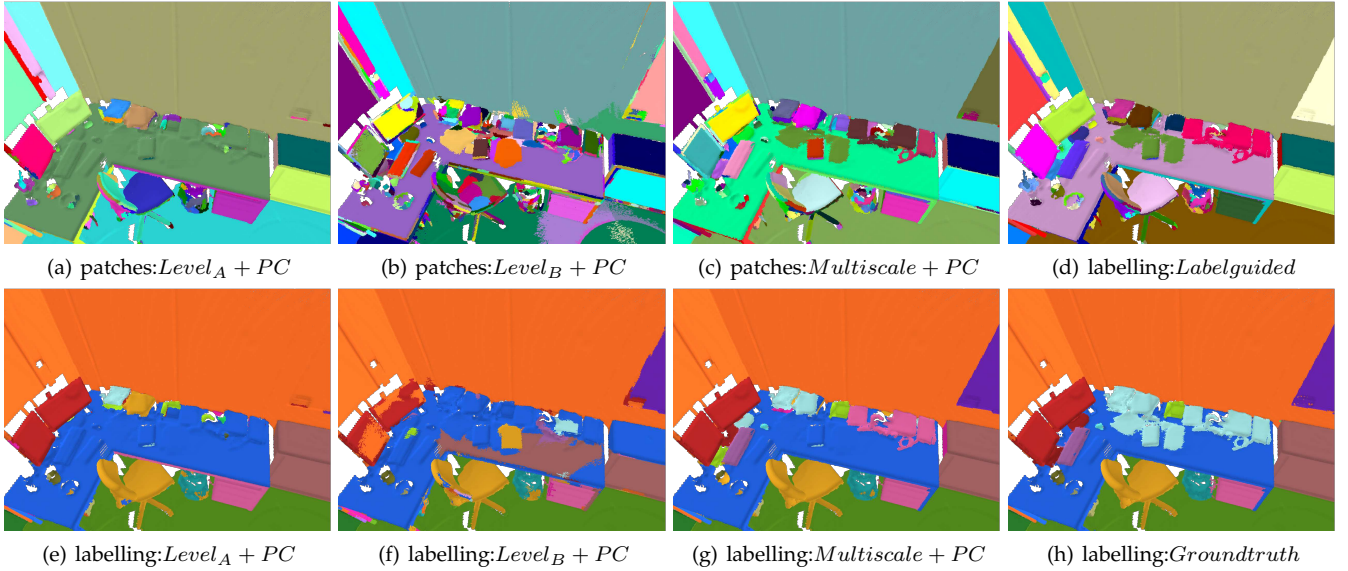 (a) patches:Level_A + PC
(b) patches:Level_B + PC
(c) patches:Multiscale + PC
(d) labelling:Labelguided
(e) labelling:Level_A + PC
(f) labelling:Level_B + PC
(g) labelling:Multiscale + PC
(h) labelling:Groundtruth